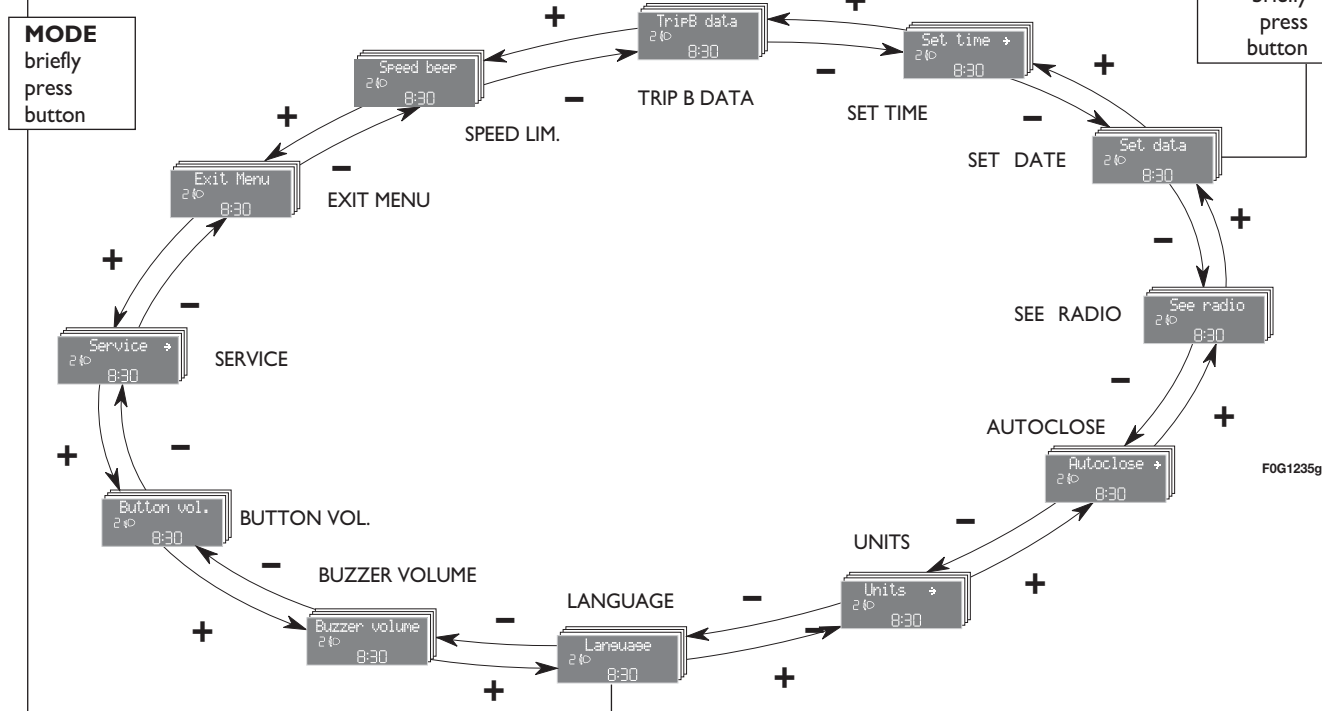 MODE
briefly
press
button
briefly
press
button
TripB data
8:30
TRIP B DATA
Set time →
8:30
SET TIME
Speed beep
8:30
SPEED LIM.
Set data
8:30
SET DATE
Exit Menu
8:30
EXIT MENU
See radio
8:30
SEE RADIO
Service →
8:30
SERVICE
Autoclose →
8:30
AUTOCLOSE
F0G1235g
Button vol.
8:30
BUTTON VOL.
Units →
8:30
UNITS
Buzzer volume
8:30
BUZZER VOLUME
Language
8:30
LANGUAGE